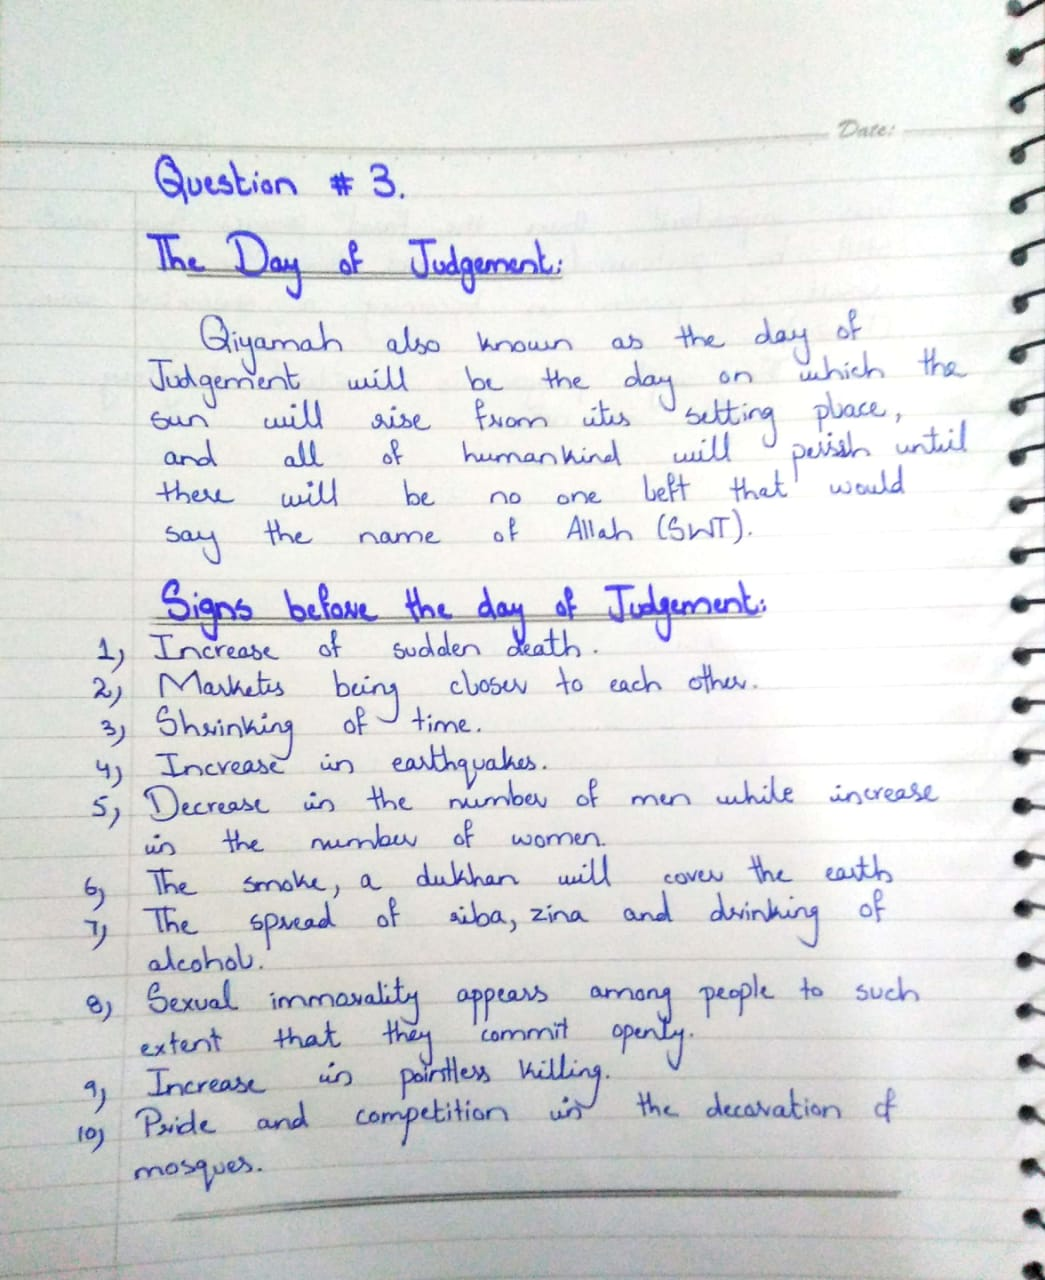 Date:
Question # 3.
The Day of Judgement:
Qiyamah also known as the day of
Judgement will be the day on which the
sun will rise from its setting place,
and all of humankind will perish until
there will be no one left that would
say the name of Allah (SWT).
Signs before the day of Judgement:
1) Increase of sudden death.
2) Markets being closer to each other.
3) Shrinking of time.
4) Increase in earthquakes.
5) Decrease in the number of men while increase
in the number of women.
6) The smoke, a dukhan will cover the earth
7) The spread of riba, zina and drinking of
alcohol.
8) Sexual immorality appears among people to such
extent that they commit openly.
9) Increase in pointless killing.
10) Pride and competition in the decoration of
mosques.